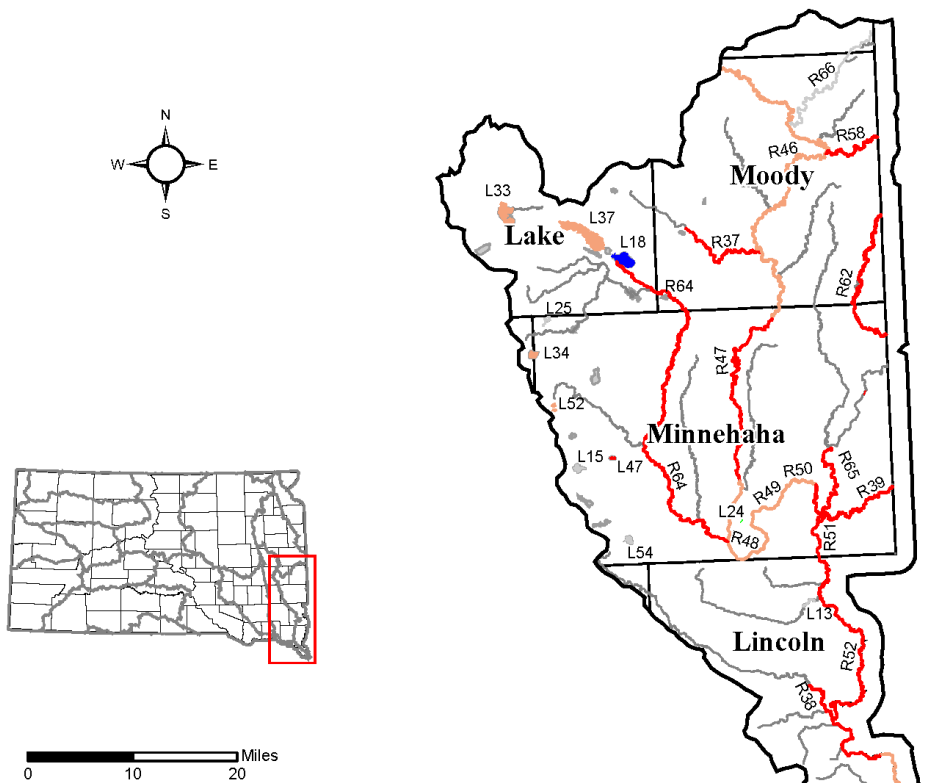 N
W E
S
R66
R58
R46
Moody
L33
L37
Lake
L18
R37
R62
R64
L25
R47
L34
L52
Minnehaha
L15
L47
R64
R50
R65
R49
R39
L24
R51
R48
L54
L13
Lincoln
R52
R38
Miles
0 10 20